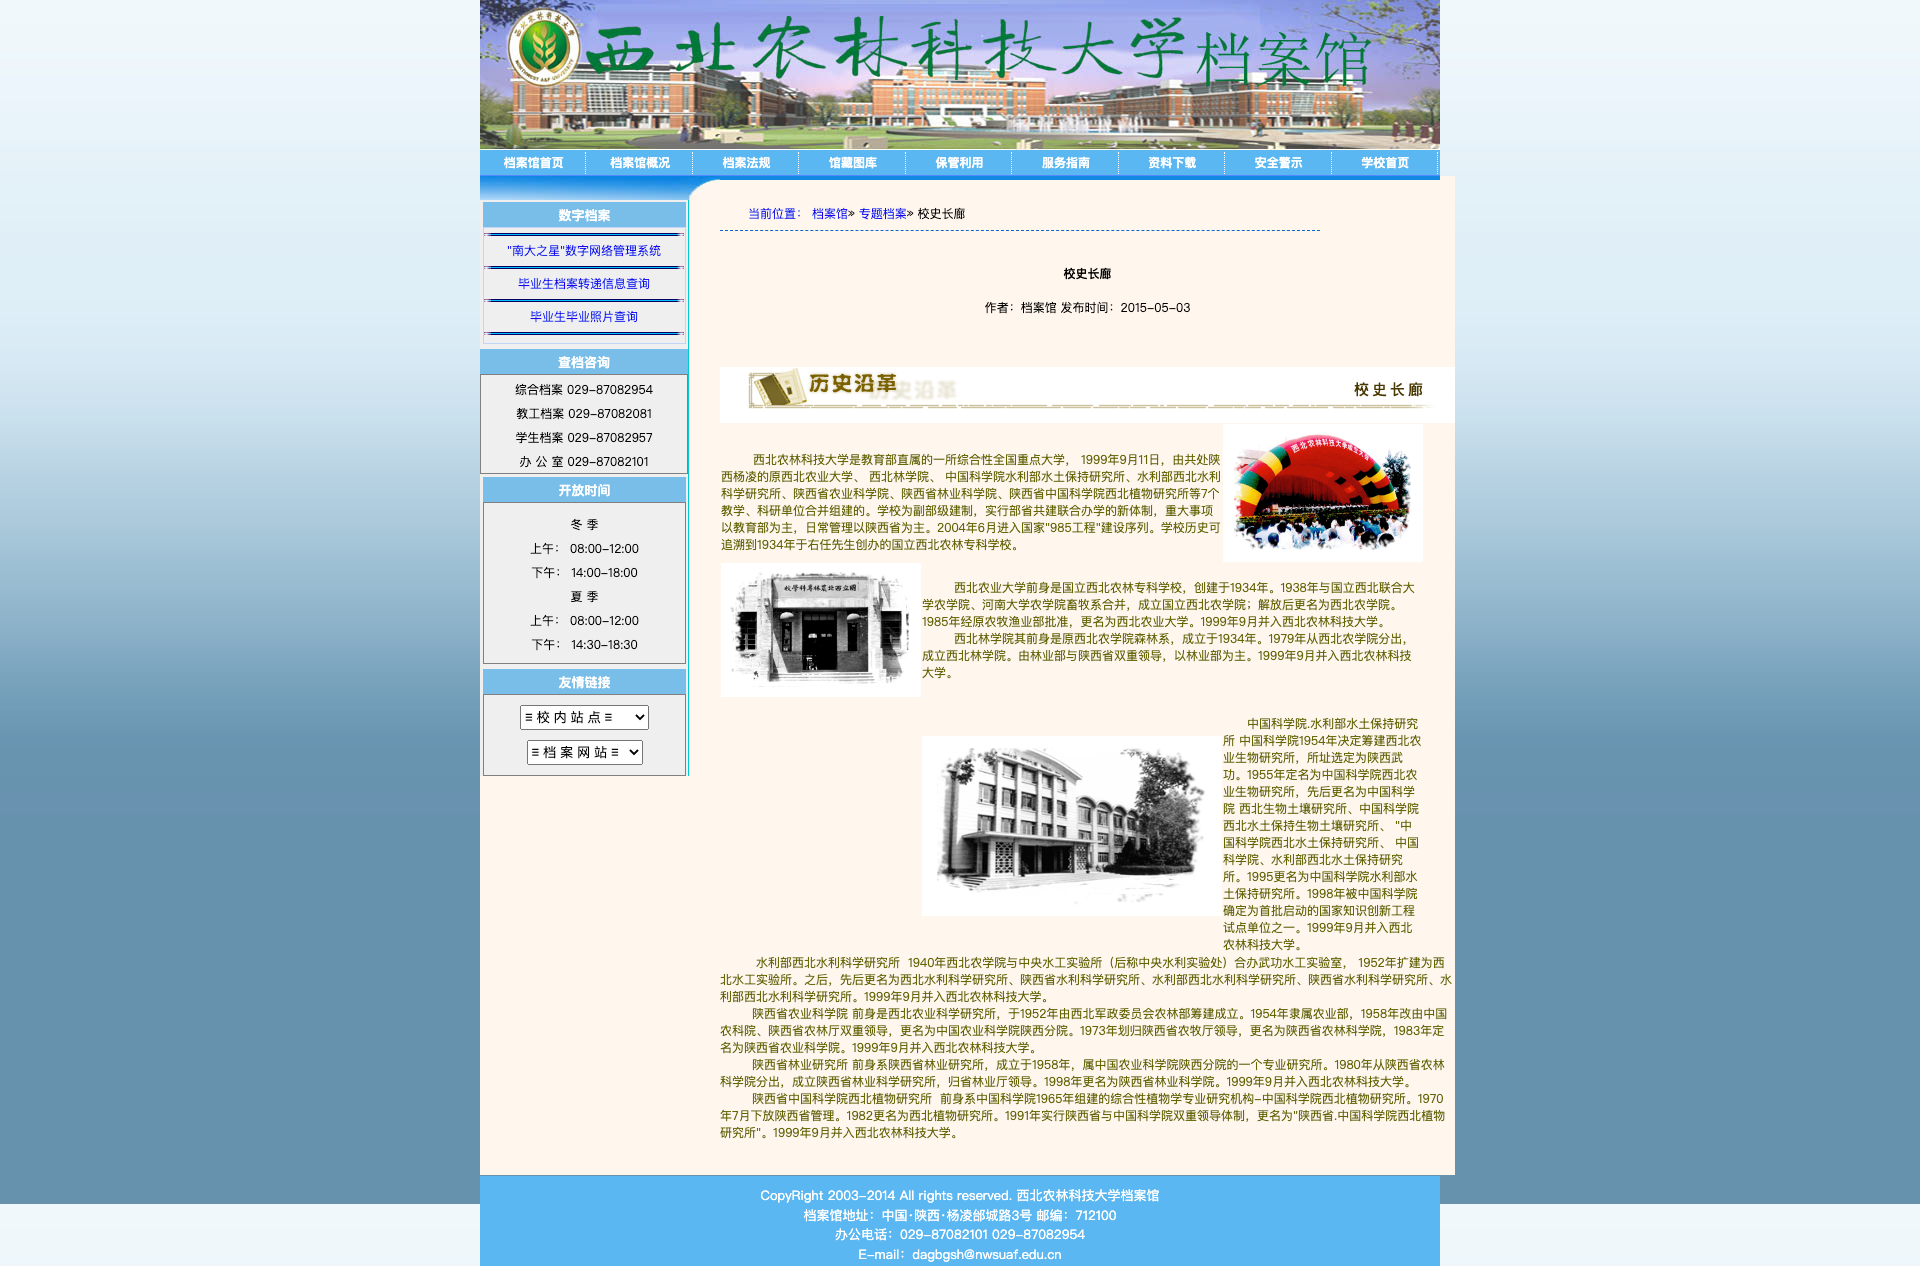 西北农林科技大学档案馆
NORTHWEST A&F UNIVERSITY
档案馆首页 档案馆概况 档案法规 馆藏图库 保管利用 服务指南 资料下载 安全警示 学校首页
数字档案
"南大之星"数字网络管理系统
毕业生档案转递信息查询
毕业生毕业照片查询
查档咨询
综合档案 029-87082954
教工档案 029-87082081
学生档案 029-87082957
办 公 室 029-87082101
开放时间
冬 季
上午： 08:00-12:00
下午： 14:00-18:00
夏 季
上午： 08:00-12:00
下午： 14:30-18:30
友情链接
≡ 校 内 站 点 ≡
≡ 档 案 网 站 ≡
当前位置： 档案馆» 专题档案» 校史长廊
校史长廊
作者：档案馆 发布时间：2015-05-03
历史沿革
校史长廊
西北农林科技大学成立大会
西北农林科技大学是教育部直属的一所综合性全国重点大学， 1999年9月11日，由共处陕
西杨凌的原西北农业大学、 西北林学院、 中国科学院水利部水土保持研究所、水利部西北水利
科学研究所、陕西省农业科学院、陕西省林业科学院、陕西省中国科学院西北植物研究所等7个
教学、科研单位合并组建的。学校为副部级建制，实行部省共建联合办学的新体制，重大事项
以教育部为主，日常管理以陕西省为主。2004年6月进入国家"985工程"建设序列。学校历史可
追溯到1934年于右任先生创办的国立西北农林专科学校。
校学科專林農北西立國
西北农业大学前身是国立西北农林专科学校，创建于1934年。1938年与国立西北联合大
学农学院、河南大学农学院畜牧系合并，成立国立西北农学院；解放后更名为西北农学院。
1985年经原农牧渔业部批准，更名为西北农业大学。1999年9月并入西北农林科技大学。
西北林学院其前身是原西北农学院森林系，成立于1934年。1979年从西北农学院分出，
成立西北林学院。由林业部与陕西省双重领导，以林业部为主。1999年9月并入西北农林科技
大学。
中国科学院.水利部水土保持研究
所 中国科学院1954年决定筹建西北农
业生物研究所，所址选定为陕西武
功。1955年定名为中国科学院西北农
业生物研究所，先后更名为中国科学
院 西北生物土壤研究所、中国科学院
西北水土保持生物土壤研究所、 "中
国科学院西北水土保持研究所、 中国
科学院、水利部西北水土保持研究
所。1995更名为中国科学院水利部水
土保持研究所。1998年被中国科学院
确定为首批启动的国家知识创新工程
试点单位之一。1999年9月并入西北
农林科技大学。
水利部西北水利科学研究所  1940年西北农学院与中央水工实验所（后称中央水利实验处）合办武功水工实验室， 1952年扩建为西
北水工实验所。之后，先后更名为西北水利科学研究所、陕西省水利科学研究所、水利部西北水利科学研究所、陕西省水利科学研究所、水
利部西北水利科学研究所。1999年9月并入西北农林科技大学。
陕西省农业科学院 前身是西北农业科学研究所，于1952年由西北军政委员会农林部筹建成立。1954年隶属农业部，1958年改由中国
农科院、陕西省农林厅双重领导，更名为中国农业科学院陕西分院。1973年划归陕西省农牧厅领导，更名为陕西省农林科学院，1983年定
名为陕西省农业科学院。1999年9月并入西北农林科技大学。
陕西省林业研究所 前身系陕西省林业研究所，成立于1958年，属中国农业科学院陕西分院的一个专业研究所。1980年从陕西省农林
科学院分出，成立陕西省林业科学研究所，归省林业厅领导。1998年更名为陕西省林业科学院。1999年9月并入西北农林科技大学。
陕西省中国科学院西北植物研究所  前身系中国科学院1965年组建的综合性植物学专业研究机构-中国科学院西北植物研究所。1970
年7月下放陕西省管理。1982更名为西北植物研究所。1991年实行陕西省与中国科学院双重领导体制，更名为"陕西省.中国科学院西北植物
研究所"。1999年9月并入西北农林科技大学。
CopyRight 2003-2014 All rights reserved. 西北农林科技大学档案馆
档案馆地址：中国·陕西·杨凌邰城路3号 邮编：712100
办公电话：029-87082101 029-87082954
E-mail：dagbgsh@nwsuaf.edu.cn